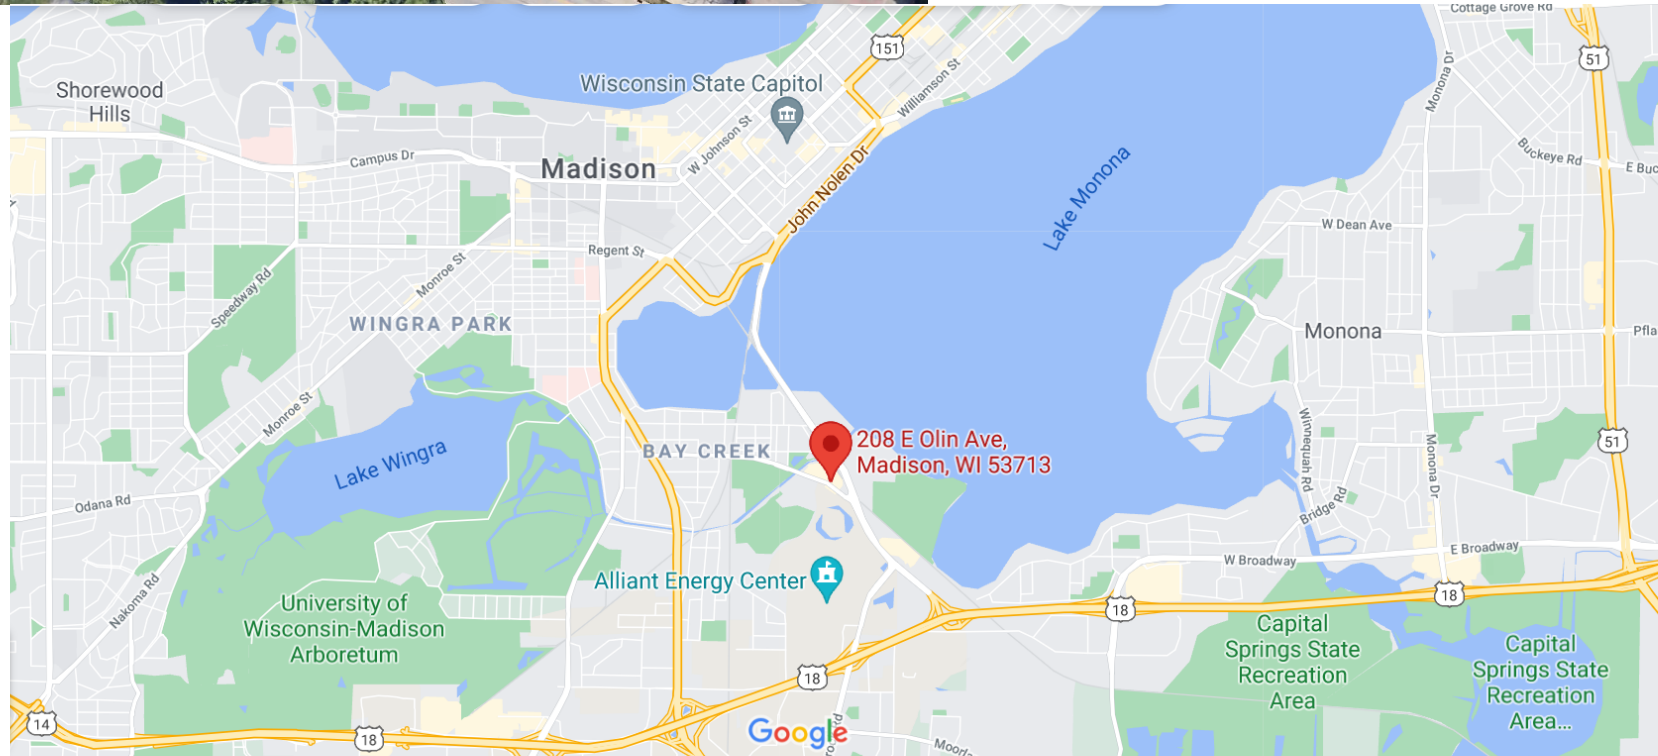 Cottage Grove Rd
151
51
Wisconsin State Capitol
Shorewood
Hills
Williamson St
Monona Dr
W Johnson St
Campus Dr
Madison
Buckeye Rd
E Buc
John Nolen Dr
Lake Monona
W Dean Ave
Regent St
Monroe St
Speedway Rd
WINGRA PARK
Monona
Pfla
Monroe St
BAY CREEK
208 E Olin Ave,
Madison, WI 53713
51
Lake Wingra
Winnequah Rd
Monona Dr
Odana Rd
Bridge Rd
W Broadway
E Broadway
Alliant Energy Center
Nakoma Rd
University of
Wisconsin-Madison
Arboretum
18
18
Capital
Springs State
Recreation
Area
Capital
Springs State
Recreation
Area...
18
14
18
Google
Moorla